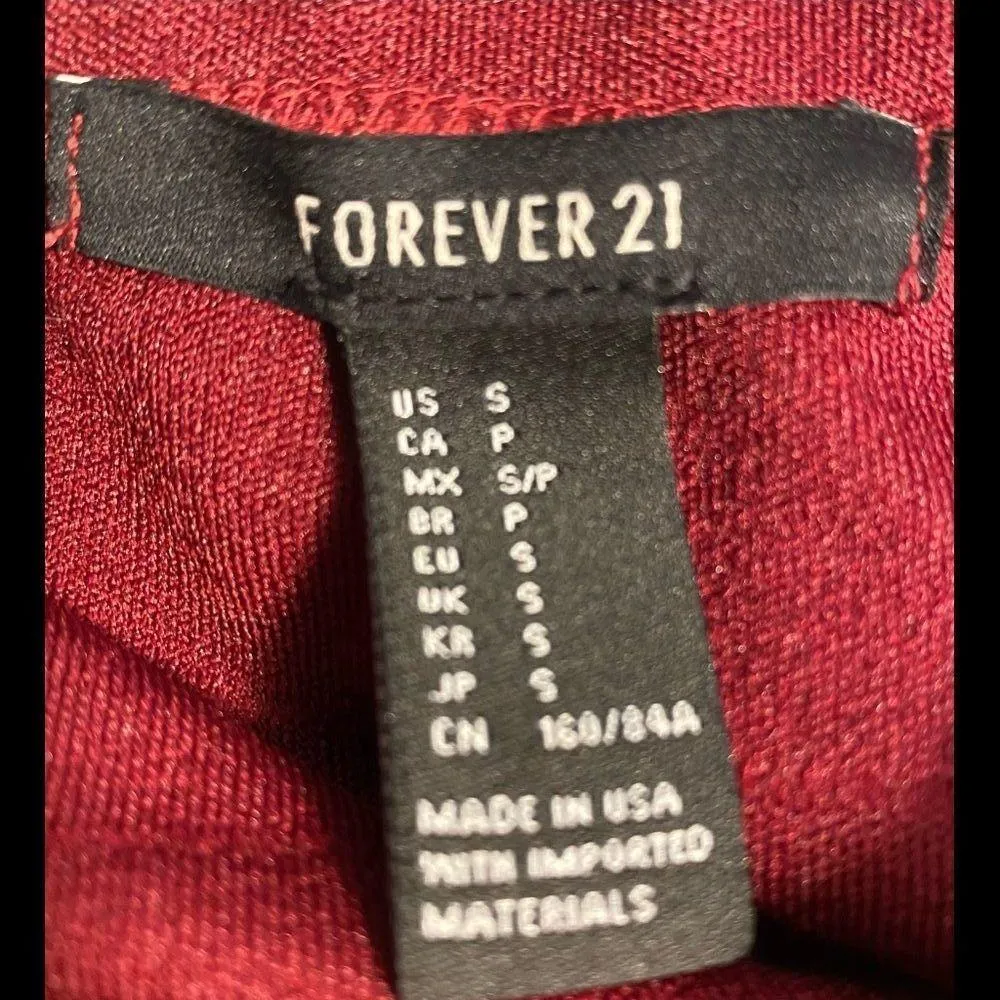 FOREVER 21
US S
CA P
MX S/P
BR P
EU S
UK S
KR S
JP S
CN 160/84A
MADE IN USA
WITH IMPORTED
MATERIALS